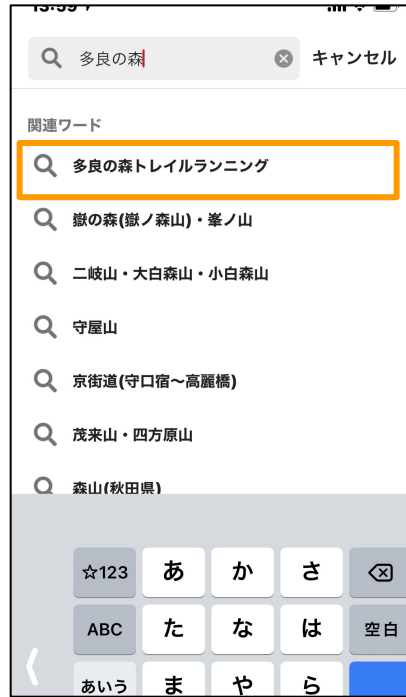 13:59
多良の森
キャンセル
関連ワード
多良の森トレイルランニング
嶽の森(嶽ノ森山)・峯ノ山
二岐山・大白森山・小白森山
守屋山
京街道(守口宿〜高麗橋)
茂来山・四方原山
森山(秋田県)
☆123 あ か さ
ABC た な は 空白
あいう ま や ら